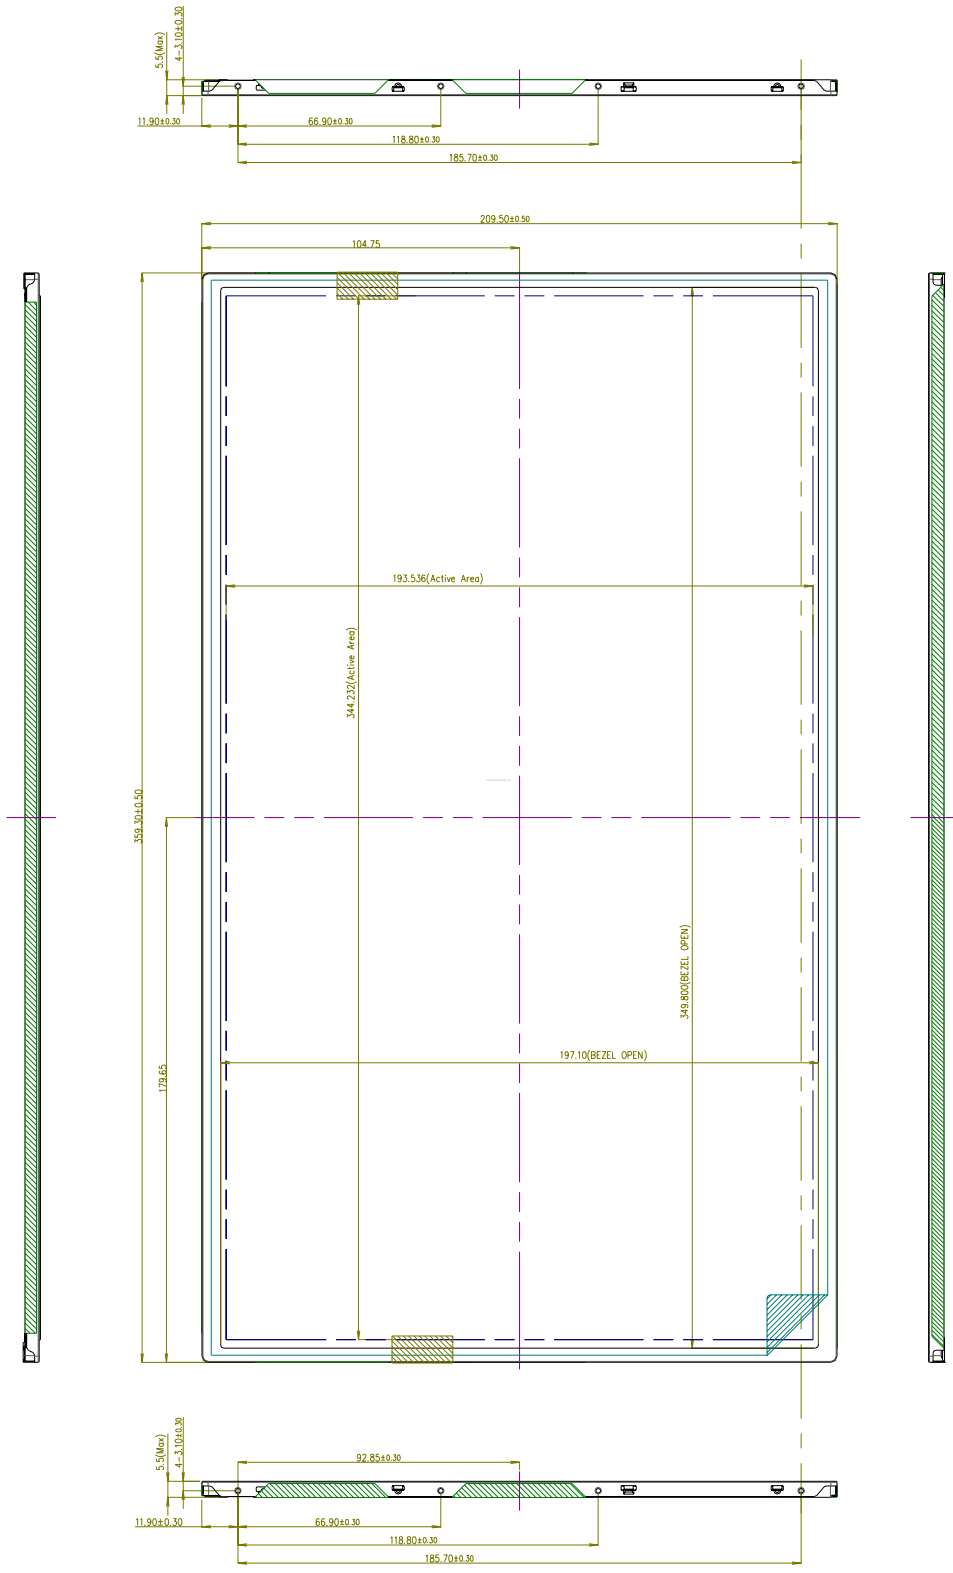 5.5(Max)
4-3.10±0.30
11.90±0.30
66.90±0.30
118.80±0.30
185.70±0.30
209.50±0.50
104.75
193.536(Active Area)
344.232(Active Area)
359.30±0.50
349.800(BEZEL OPEN)
197.10(BEZEL OPEN)
179.65
5.5(Max)
4-3.10±0.30
92.85±0.30
11.90±0.30
66.90±0.30
118.80±0.30
185.70±0.30